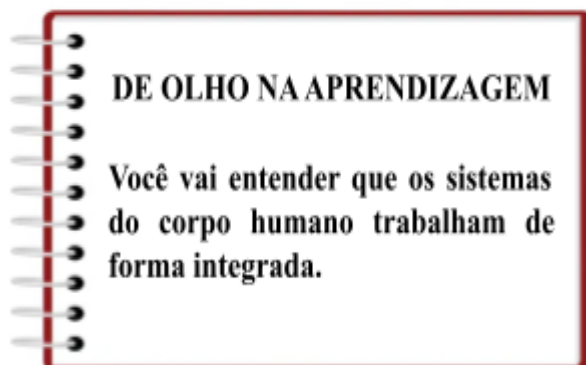 DE OLHO NA APRENDIZAGEM
Você vai entender que os sistemas
do corpo humano trabalham de
forma integrada.